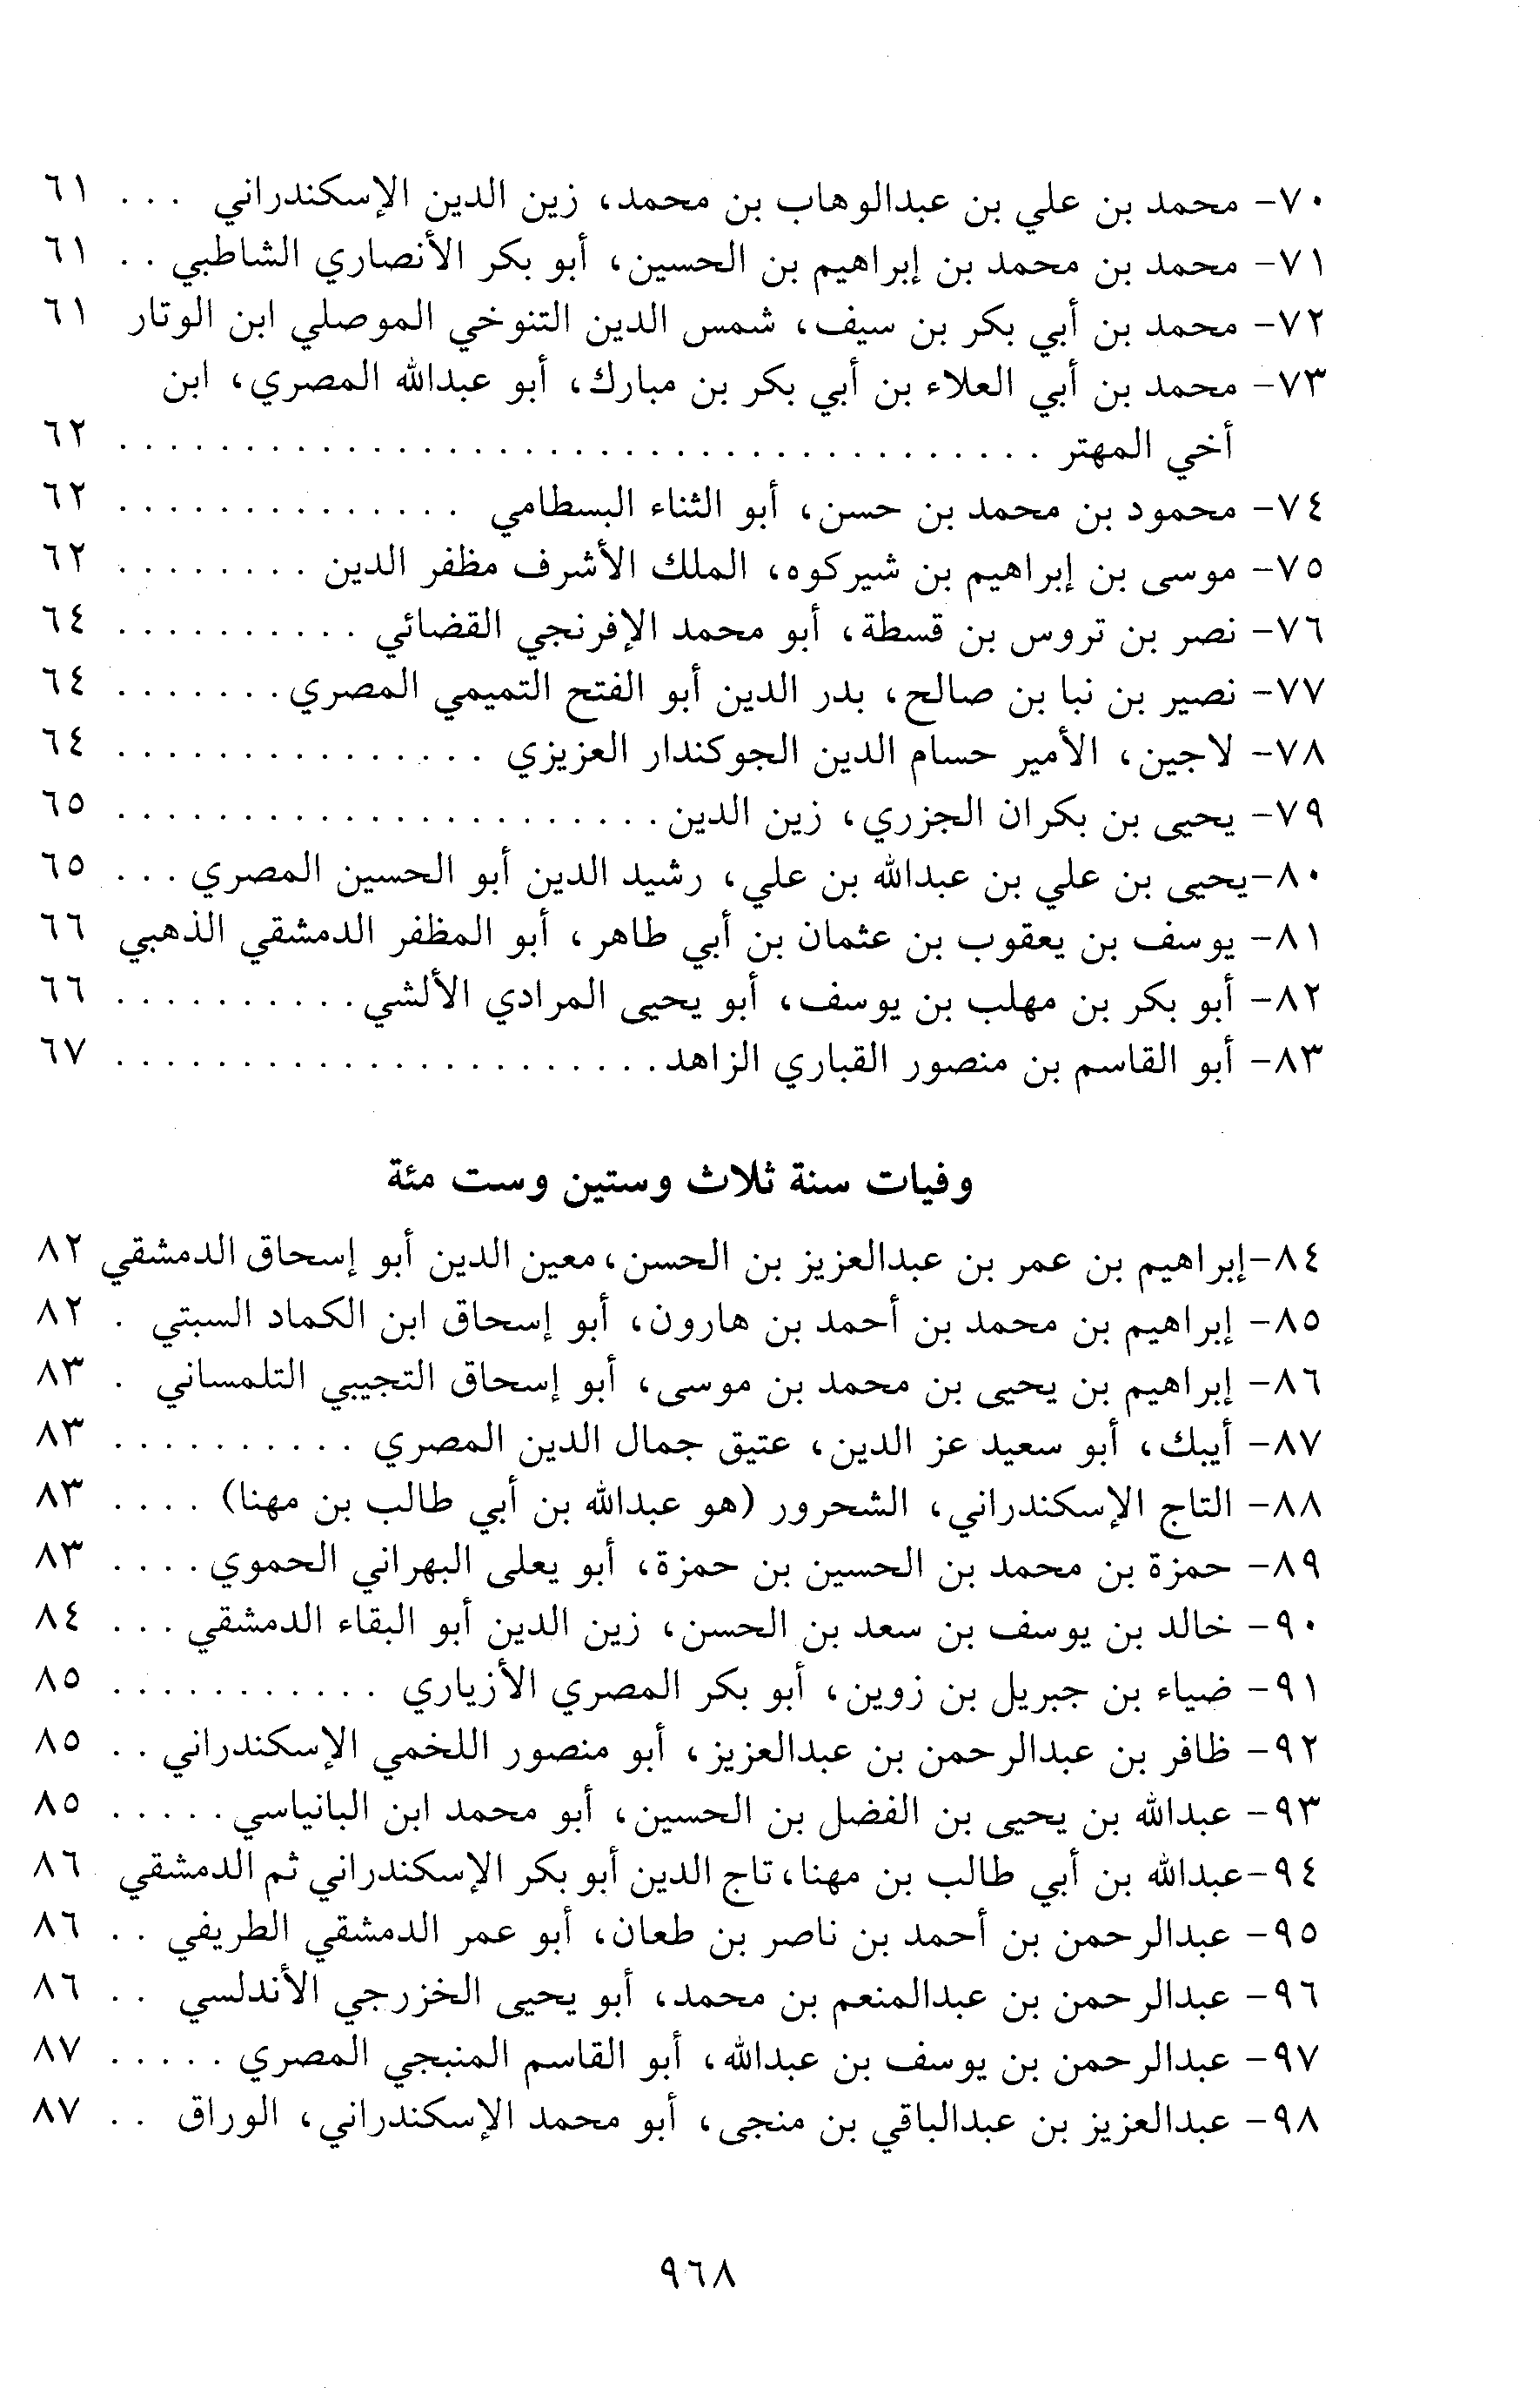 ٧٠- محمد بن علي بن عبدالوهاب بن محمد، زين الدين الإسكندراني . . . ٦١
٧١- محمد بن محمد بن إبراهيم بن الحسين، أبو بكر الأنصاري الشاطبي . . ٦١
٧٢- محمد بن أبي بكر بن سيف، شمس الدين التنوخي الموصلي ابن الوتار ٦١
٧٣- محمد بن أبي العلاء بن أبي بكر بن مبارك، أبو عبدالله المصري، ابن
أخي المهتر . . . . . . . . . . . . . . . . . . . . . . . . . . . . . . . . . . . . . ٦٢
٧٤- محمود بن محمد بن حسن، أبو الثناء البسطامي . . . . . . . . . . . . . . ٦٢
٧٥- موسى بن إبراهيم بن شيركوه، الملك الأشرف مظفر الدين . . . . . . . . ٦٢
٧٦- نصر بن تروس بن قسطة، أبو محمد الإفرنجي القضائي . . . . . . . . . . ٦٤
٧٧- نصير بن نبا بن صالح، بدر الدين أبو الفتح التميمي المصري . . . . . . . ٦٤
٧٨- لاجين، الأمير حسام الدين الجوكندار العزيزي . . . . . . . . . . . . . . . ٦٤
٧٩- يحيى بن بكران الجزري، زين الدين . . . . . . . . . . . . . . . . . . . . . . ٦٥
٨٠- يحيى بن علي بن عبدالله بن علي، رشيد الدين أبو الحسين المصري . . . ٦٥
٨١- يوسف بن يعقوب بن عثمان بن أبي طاهر، أبو المظفر الدمشقي الذهبي ٦٦
٨٢- أبو بكر بن مهلب بن يوسف، أبو يحيى المرادي الألشي . . . . . . . . . . ٦٦
٨٣- أبو القاسم بن منصور القباري الزاهد . . . . . . . . . . . . . . . . . . . . . . ٦٧
وفيات سنة ثلاث وستين وست مئة
٨٤- إبراهيم بن عمر بن عبدالعزيز بن الحسن، معين الدين أبو إسحاق الدمشقي ٨٢
٨٥- إبراهيم بن محمد بن أحمد بن هارون، أبو إسحاق ابن الكماد السبتي . ٨٢
٨٦- إبراهيم بن يحيى بن محمد بن موسى، أبو إسحاق التجيبي التلمساني . ٨٣
٨٧- أيبك، أبو سعيد عز الدين، عتيق جمال الدين المصري . . . . . . . . . . ٨٣
٨٨- التاج الإسكندراني، الشحرور (هو عبدالله بن أبي طالب بن مهنا) . . . . ٨٣
٨٩- حمزة بن محمد بن الحسين بن حمزة، أبو يعلى البهراني الحموي . . . . ٨٣
٩٠- خالد بن يوسف بن سعد بن الحسن، زين الدين أبو البقاء الدمشقي . . . ٨٤
٩١- ضياء بن جبريل بن زوين، أبو بكر المصري الأزياري . . . . . . . . . . . ٨٥
٩٢- ظافر بن عبدالرحمن بن عبدالعزيز، أبو منصور اللخمي الإسكندراني . . ٨٥
٩٣- عبدالله بن يحيى بن الفضل بن الحسين، أبو محمد ابن البانياسي . . . . . ٨٥
٩٤- عبدالله بن أبي طالب بن مهنا، تاج الدين أبو بكر الإسكندراني ثم الدمشقي ٨٦
٩٥- عبدالرحمن بن أحمد بن ناصر بن طعان، أبو عمر الدمشقي الطريفي . . ٨٦
٩٦- عبدالرحمن بن عبدالمنعم بن محمد، أبو يحيى الخزرجي الأندلسي . . ٨٦
٩٧- عبدالرحمن بن يوسف بن عبدالله، أبو القاسم المنبجي المصري . . . . . ٨٧
٩٨- عبدالعزيز بن عبدالباقي بن منجى، أبو محمد الإسكندراني، الوراق . . ٨٧
٩٦٨